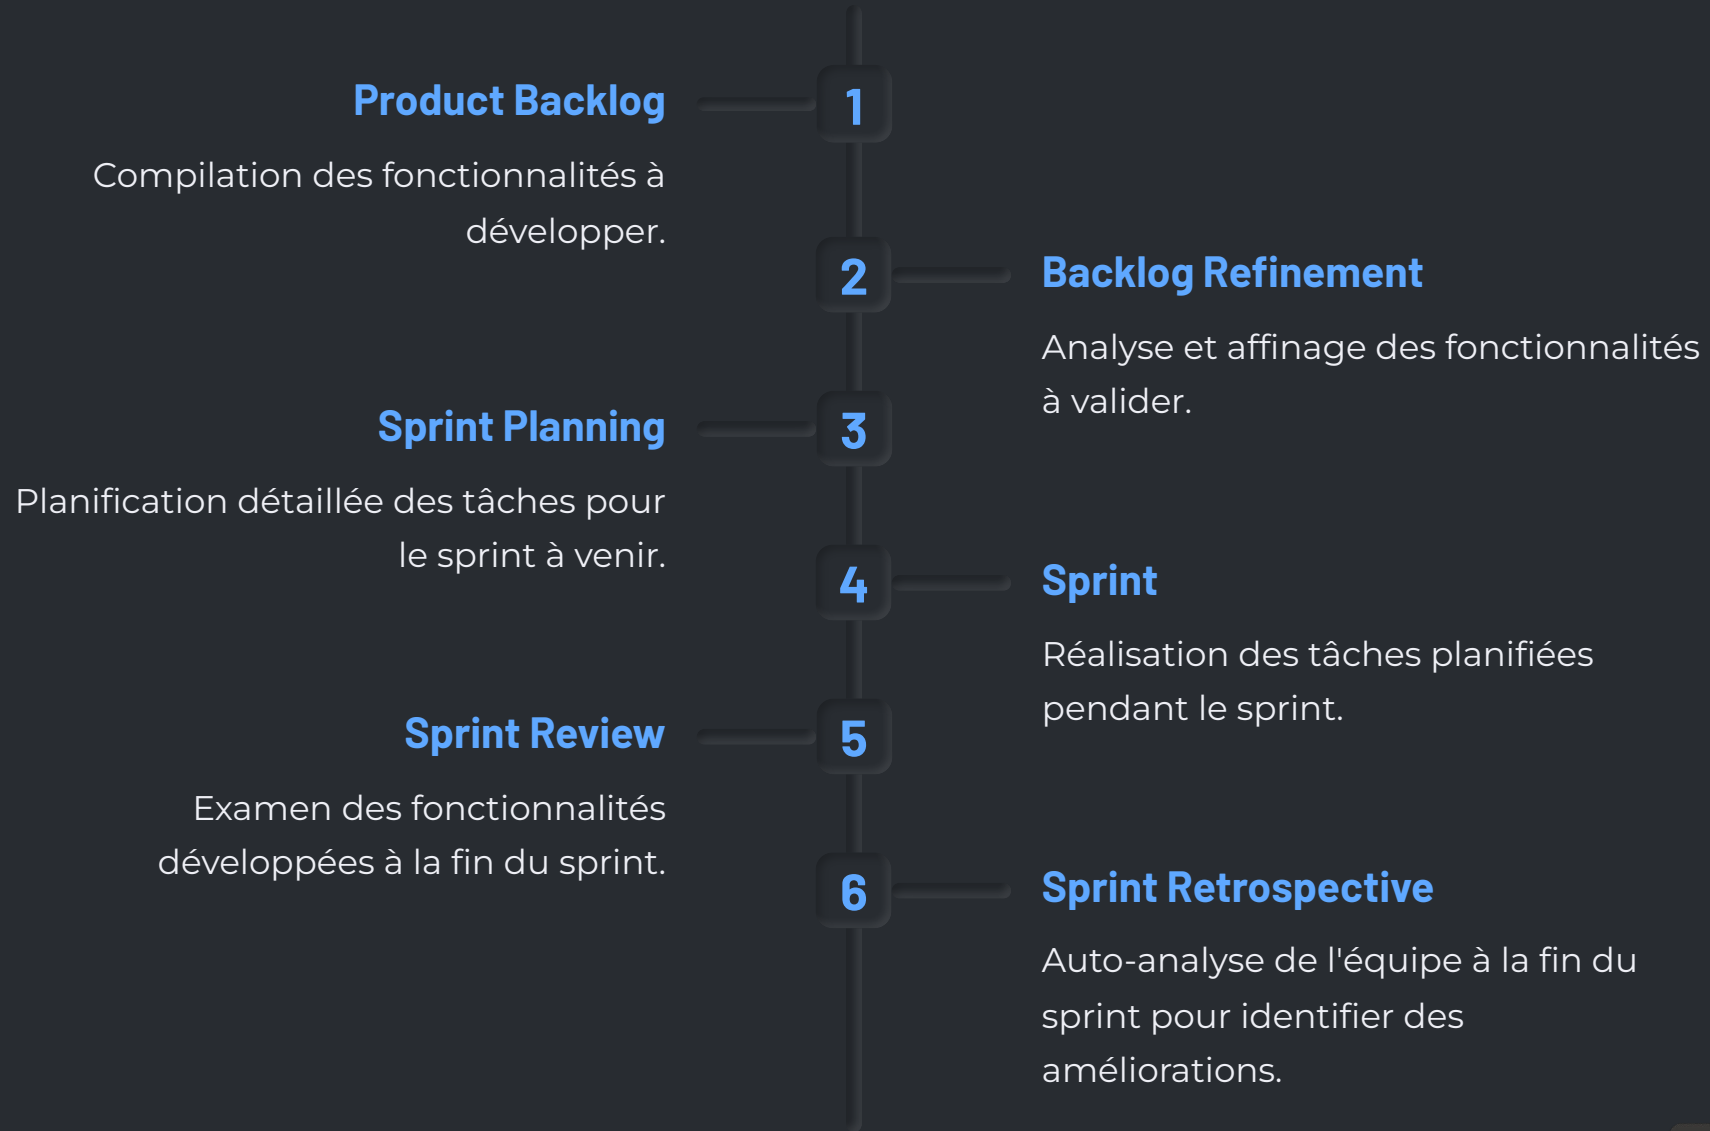 1
Product Backlog
Compilation des fonctionnalités à
développer.
2
Backlog Refinement
Analyse et affinage des fonctionnalités
à valider.
3
Sprint Planning
Planification détaillée des tâches pour
le sprint à venir.
4
Sprint
Réalisation des tâches planifiées
pendant le sprint.
5
Sprint Review
Examen des fonctionnalités
développées à la fin du sprint.
6
Sprint Retrospective
Auto-analyse de l'équipe à la fin du
sprint pour identifier des
améliorations.